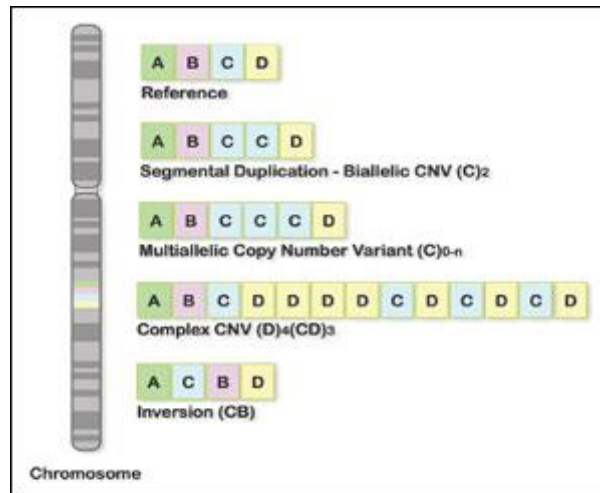 A B C D
Reference
A B C C D
Segmental Duplication - Biallelic CNV (C)2
A B C C C D
Multiallelic Copy Number Variant (C)0-n
A B C D D D D C D C D C D
Complex CNV (D)4(CD)3
A C B D
Inversion (CB)
Chromosome